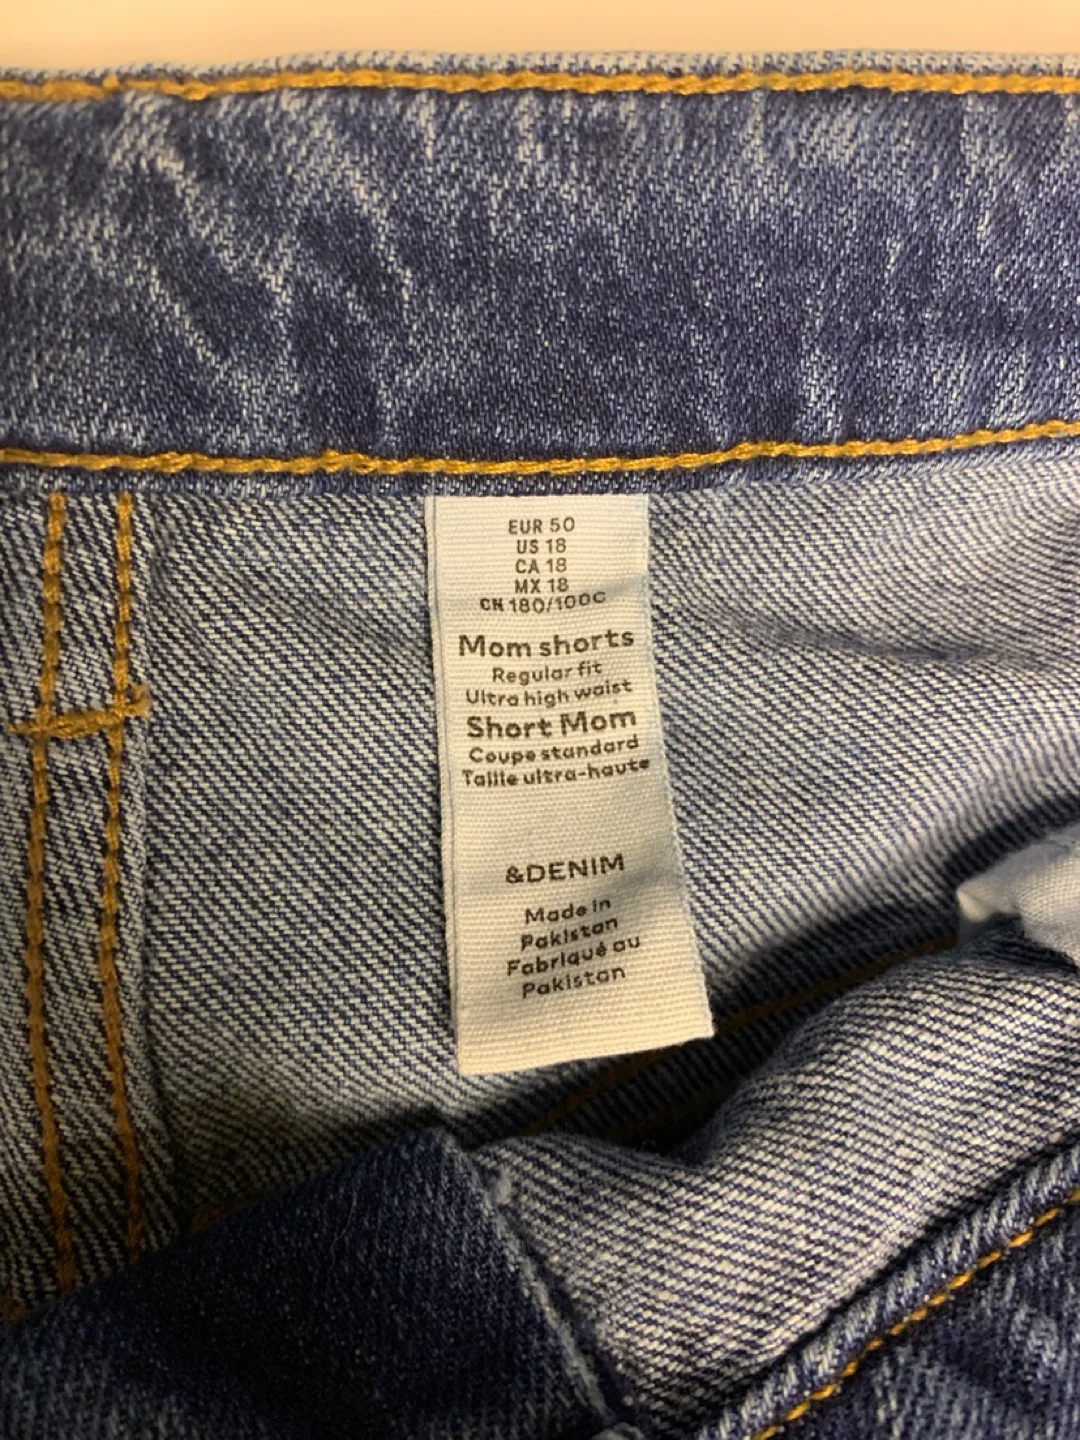 EUR 50
US 18
CA 18
MX 18
CN 180/100C
Mom shorts
Regular fit
Ultra high waist
Short Mom
Coupe standard
Taille ultra-haute
&DENIM
Made in
Pakistan
Fabriqué au
Pakistan